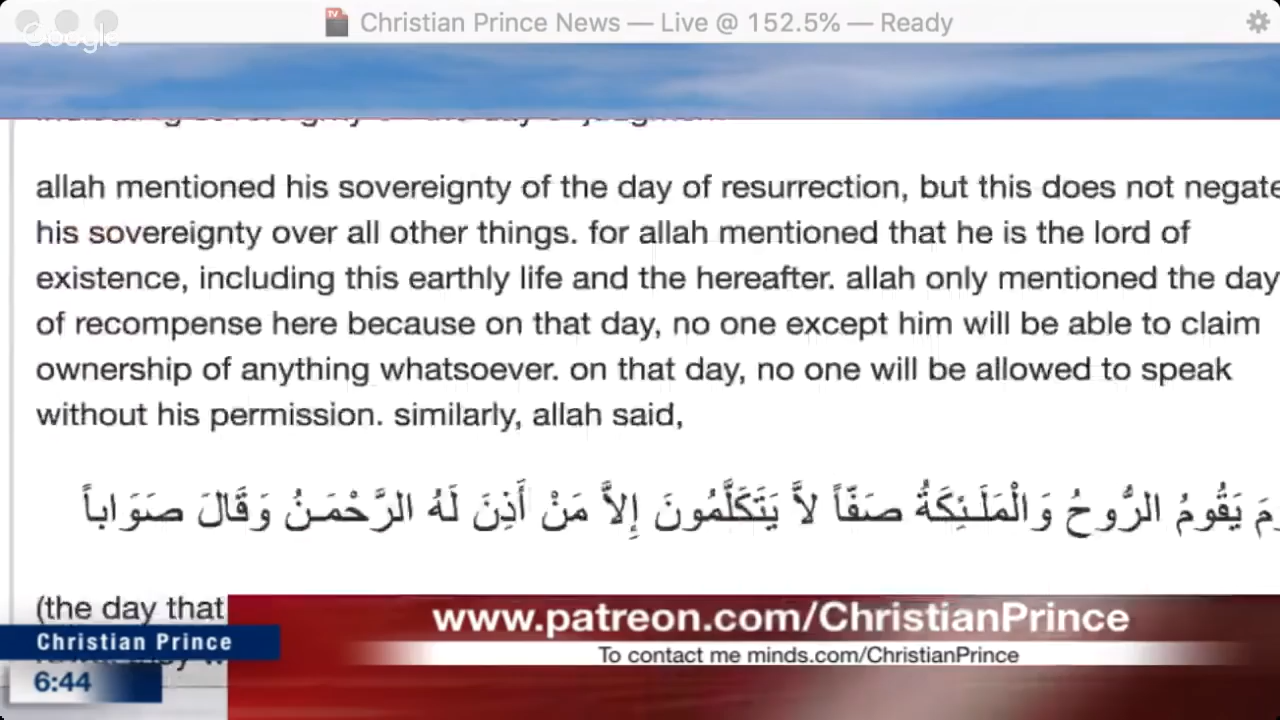 Christian Prince News — Live @ 152.5% — Ready
Google
allah mentioned his sovereignty of the day of resurrection, but this does not negate
his sovereignty over all other things. for allah mentioned that he is the lord of
existence, including this earthly life and the hereafter. allah only mentioned the day
of recompense here because on that day, no one except him will be able to claim
ownership of anything whatsoever. on that day, no one will be allowed to speak
without his permission. similarly, allah said,
يَقُومُ الرُّوحُ وَالْمَلَـئِكَةُ صَفّاً لاَّ يَتَكَلَّمُونَ إِلاَّ مَنْ أَذِنَ لَهُ الرَّحْمَـنُ وَقَالَ صَوَاباً
(the day that
www.patreon.com/ChristianPrince
Christian Prince
To contact me minds.com/ChristianPrince
6:44